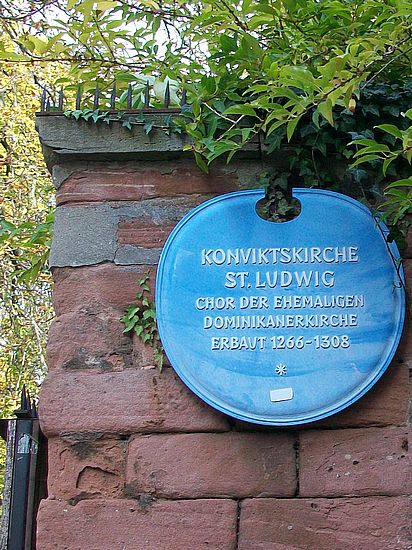 KONVIKTSKIRCHE
ST. LUDWIG
CHOR DER EHEMALIGEN
DOMINIKANERKIRCHE
ERBAUT 1266-1308
*